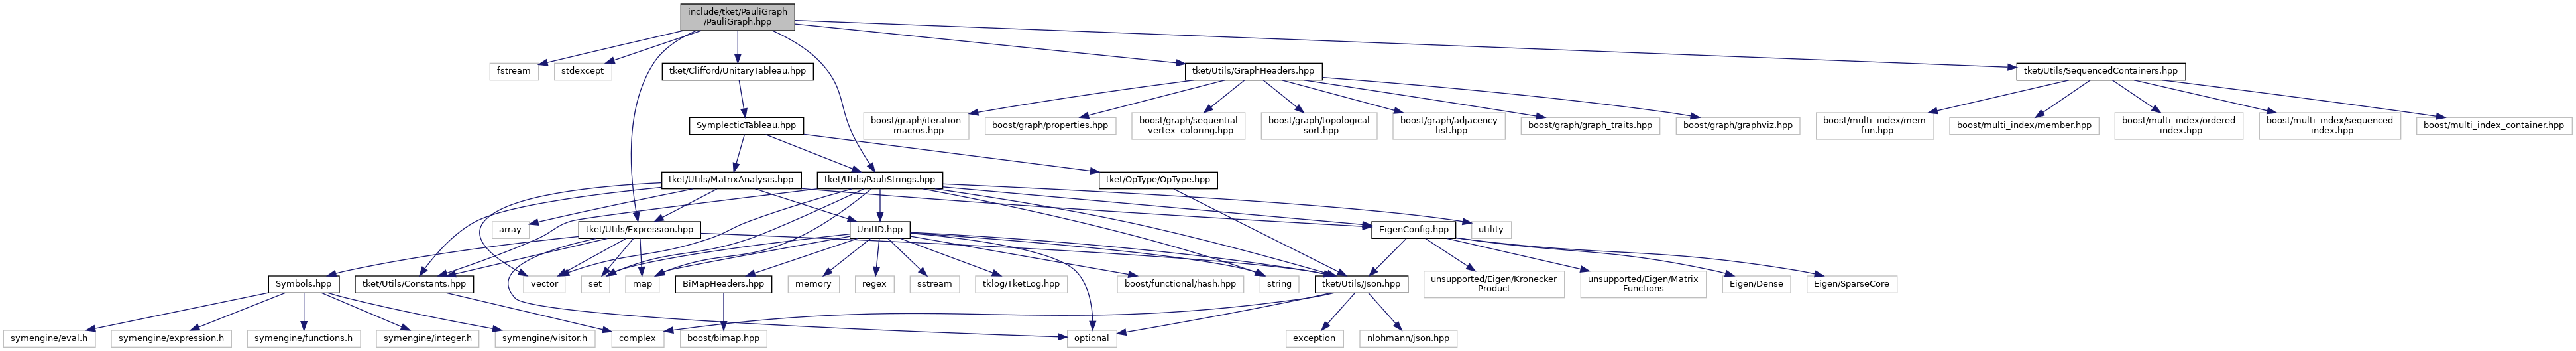 include/tket/PauliGraph
/PauliGraph.hpp
fstream
stdexcept
tket/Clifford/UnitaryTableau.hpp
tket/Utils/GraphHeaders.hpp
tket/Utils/SequencedContainers.hpp
SymplecticTableau.hpp
boost/graph/iteration
_macros.hpp
boost/graph/properties.hpp
boost/graph/sequential
_vertex_coloring.hpp
boost/graph/topological
_sort.hpp
boost/graph/adjacency
_list.hpp
boost/graph/graph_traits.hpp
boost/graph/graphviz.hpp
boost/multi_index/mem
_fun.hpp
boost/multi_index/member.hpp
boost/multi_index/ordered
_index.hpp
boost/multi_index/sequenced
_index.hpp
boost/multi_index_container.hpp
tket/Utils/MatrixAnalysis.hpp
tket/Utils/PauliStrings.hpp
tket/OpType/OpType.hpp
array
tket/Utils/Expression.hpp
UnitID.hpp
EigenConfig.hpp
utility
Symbols.hpp
tket/Utils/Constants.hpp
vector
set
map
BiMapHeaders.hpp
memory
regex
sstream
tklog/TketLog.hpp
boost/functional/hash.hpp
string
tket/Utils/Json.hpp
unsupported/Eigen/Kronecker
Product
unsupported/Eigen/Matrix
Functions
Eigen/Dense
Eigen/SparseCore
symengine/eval.h
symengine/expression.h
symengine/functions.h
symengine/integer.h
symengine/visitor.h
complex
boost/bimap.hpp
optional
exception
nlohmann/json.hpp